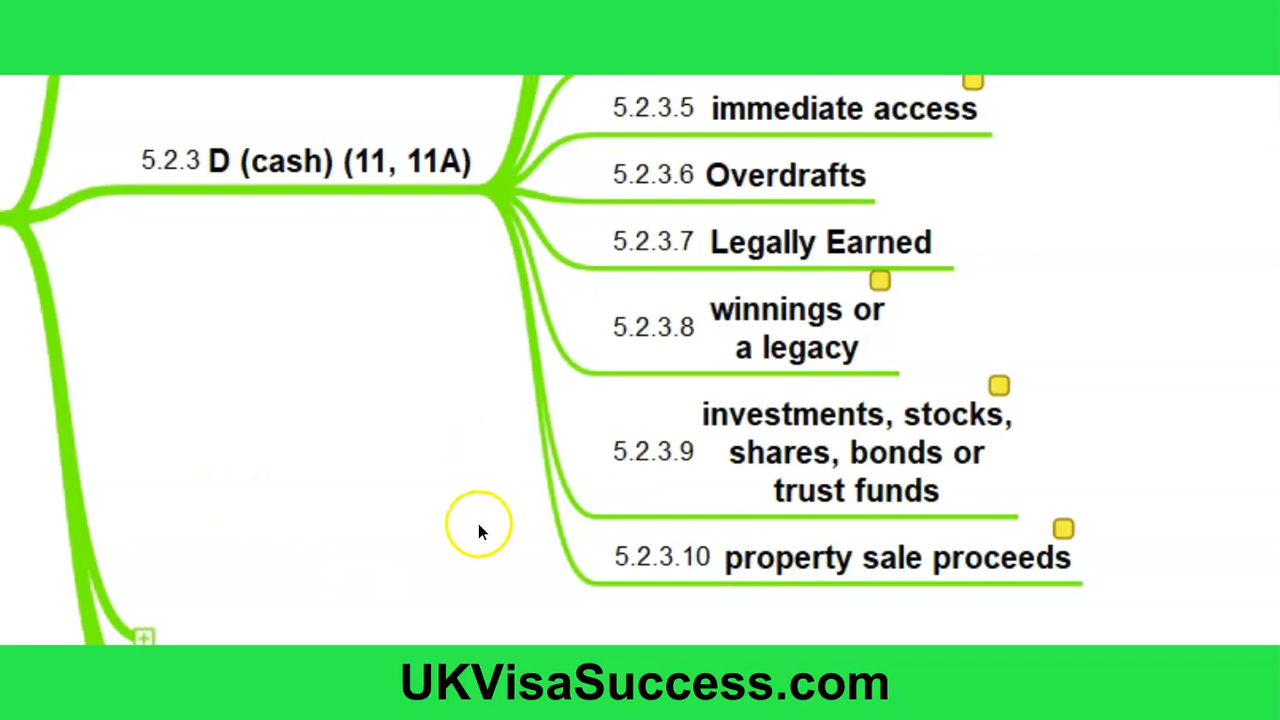 5.2.3 D (cash) (11, 11A)
5.2.3.5 immediate access
5.2.3.6 Overdrafts
5.2.3.7 Legally Earned
5.2.3.8 winnings or
a legacy
5.2.3.9 investments, stocks,
shares, bonds or
trust funds
5.2.3.10 property sale proceeds
UKVisaSuccess.com